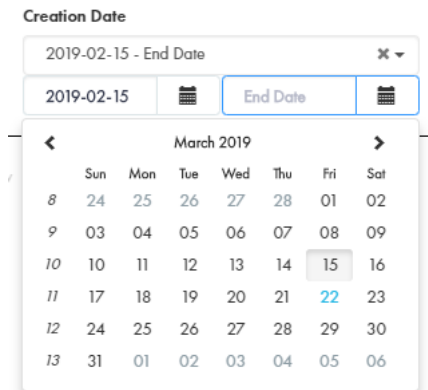 Creation Date
2019-02-15 - End Date
2019-02-15 End Date
March 2019
Sun Mon Tue Wed Thu Fri Sat
8 24 25 26 27 28 01 02
9 03 04 05 06 07 08 09
10 10 11 12 13 14 15 16
11 17 18 19 20 21 22 23
12 24 25 26 27 28 29 30
13 31 01 02 03 04 05 06